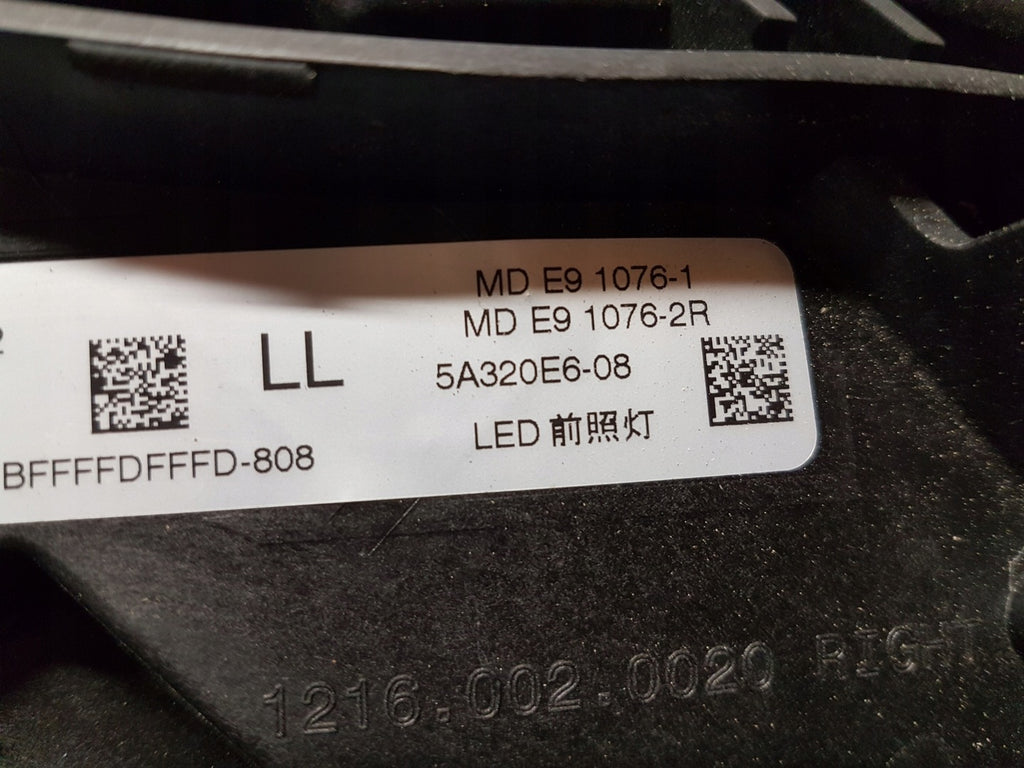 MD E9 1076-1
MD E9 1076-2R
LL
5A320E6-08
LED 前照灯
BFFFFDFFFD-808
1216.002.0020 RIGHT